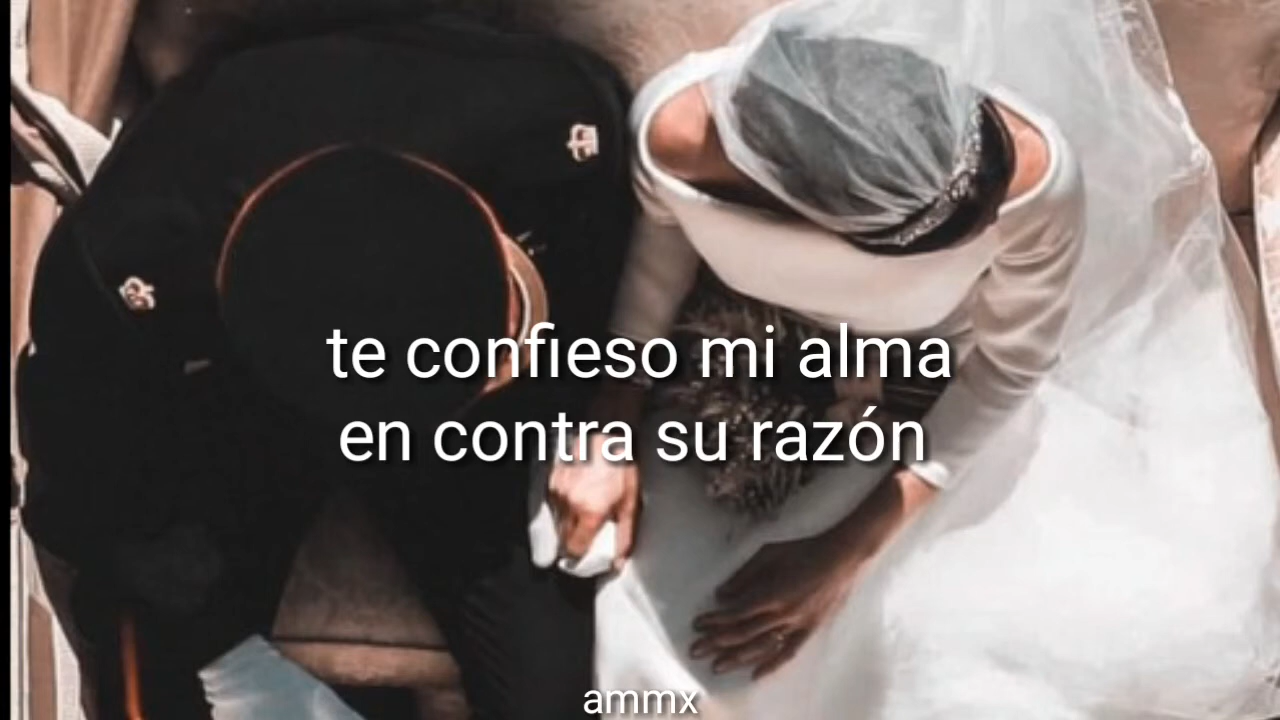 te confieso mi alma
en contra su razón
ammx